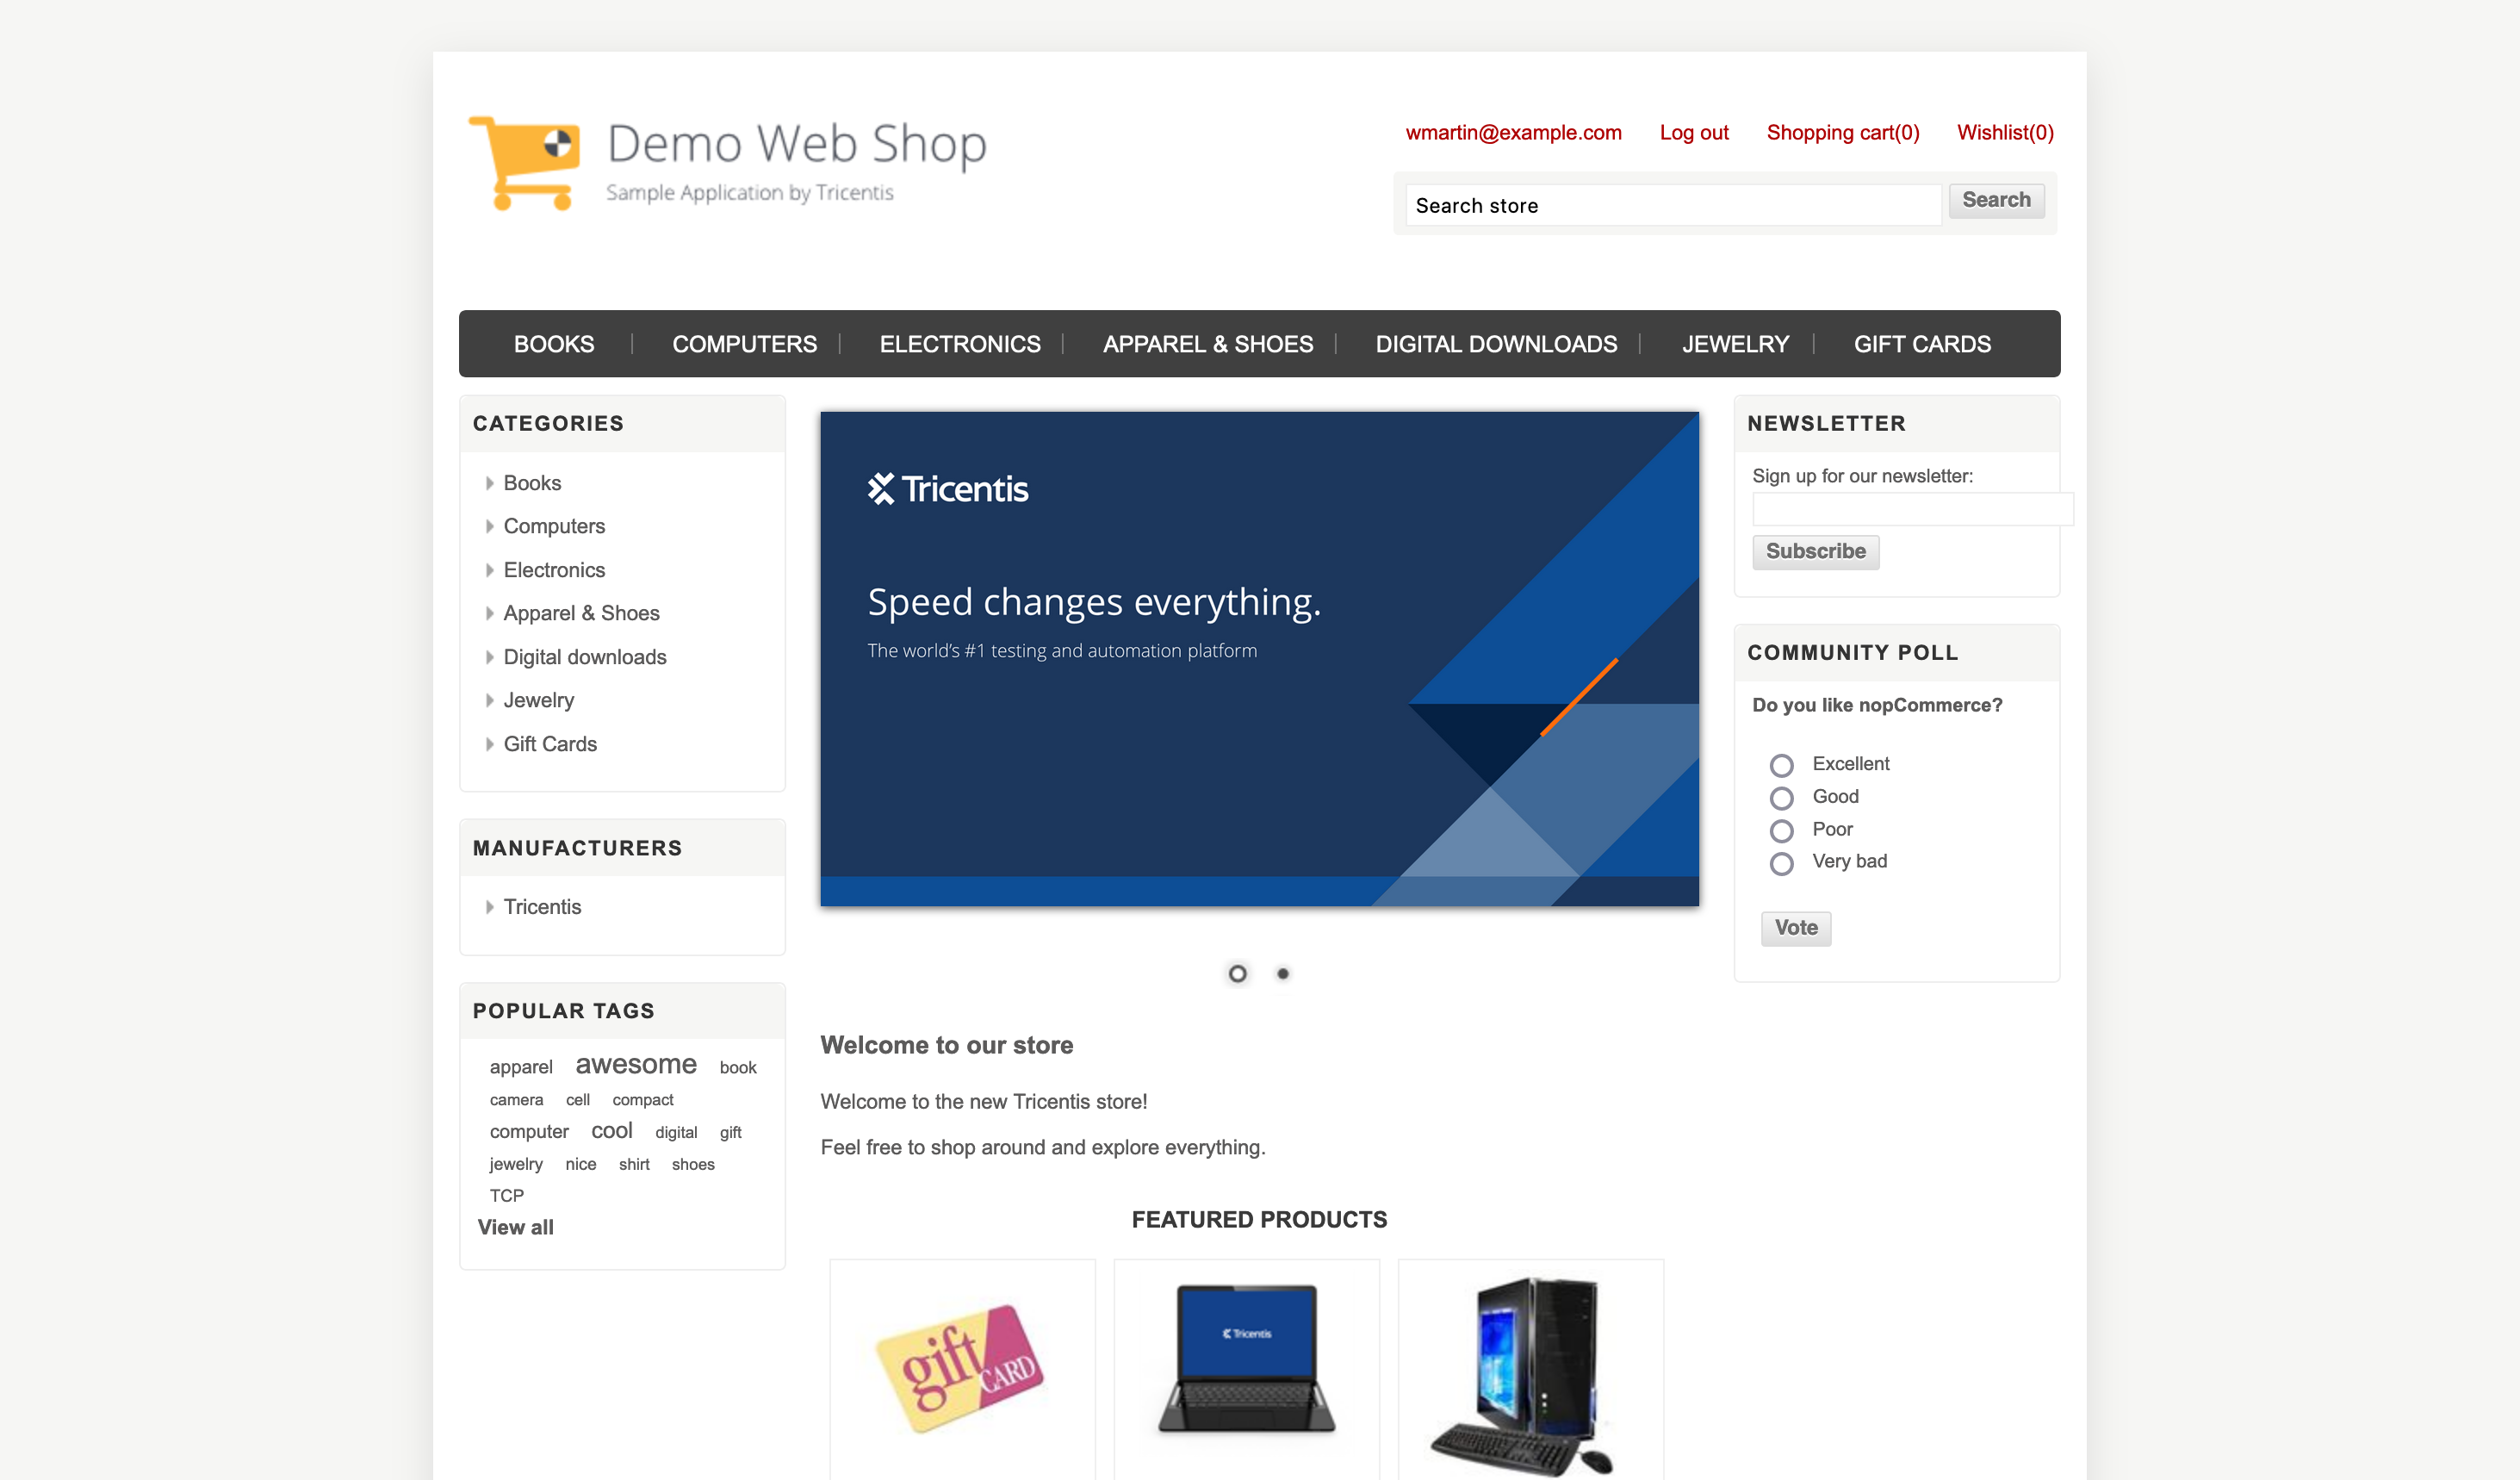 Demo Web Shop
Sample Application by Tricentis
wmartin@example.com Log out Shopping cart(0) Wishlist(0)
Search store Search
BOOKS COMPUTERS ELECTRONICS APPAREL & SHOES DIGITAL DOWNLOADS JEWELRY GIFT CARDS
CATEGORIES
Books
Computers
Electronics
Apparel & Shoes
Digital downloads
Jewelry
Gift Cards
MANUFACTURERS
Tricentis
POPULAR TAGS
apparel awesome book
camera cell compact
computer cool digital gift
jewelry nice shirt shoes
TCP
View all
Tricentis
Speed changes everything.
The world's #1 testing and automation platform
Welcome to our store
Welcome to the new Tricentis store!
Feel free to shop around and explore everything.
FEATURED PRODUCTS
gift
CARD
Tricentis
NEWSLETTER
Sign up for our newsletter:
Subscribe
COMMUNITY POLL
Do you like nopCommerce?
Excellent
Good
Poor
Very bad
Vote